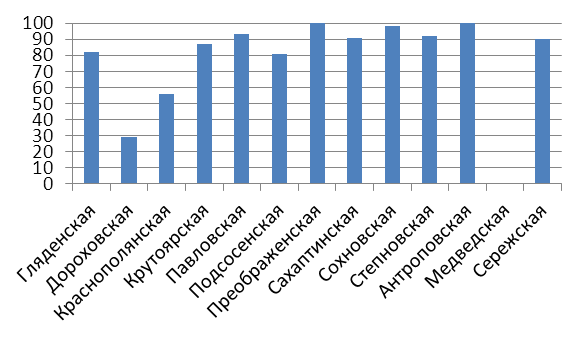 100
90
80
70
60
50
40
30
20
10
0
Гляденская
Дороховская
Краснополянская
Крутоярская
Павловская
Подсосенская
Преображенская
Сахаптинская
Сохновская
Степновская
Антроповская
Медведская
Сережская